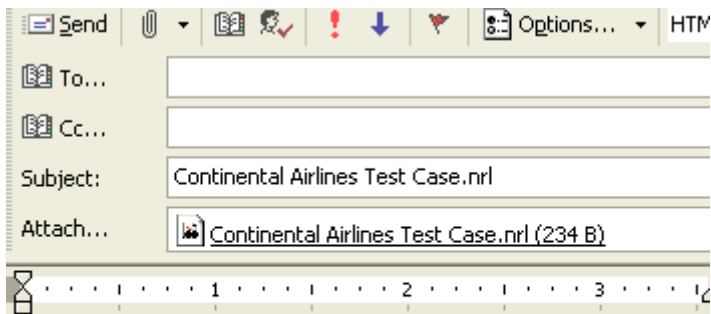 Send Options... HTM
To...
Cc...
Subject: Continental Airlines Test Case.nrl
Attach... Continental Airlines Test Case.nrl (234 B)
1 2 3